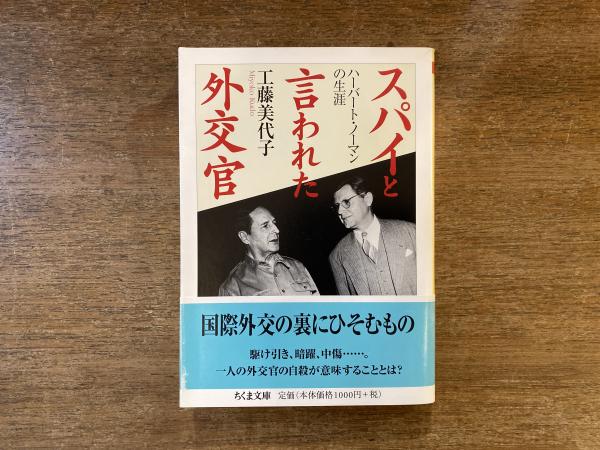 スパイと
言われた
外交官
ハーバート・ノーマン
の生涯
工藤美代子
Miyoko Kudo
国際外交の裏にひそむもの
駆け引き、暗躍、中傷……。
一人の外交官の自殺が意味することとは?
ちくま文庫 定価(本体価格1000円+税)